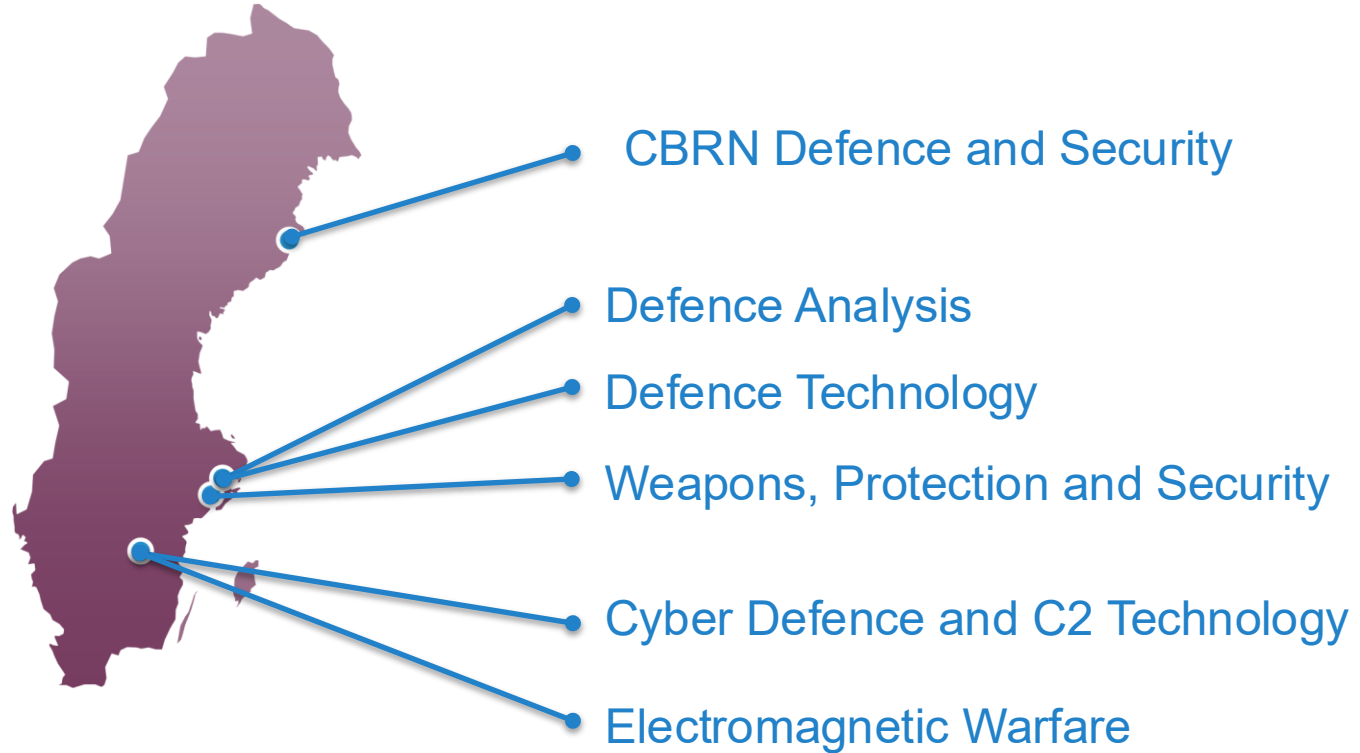 CBRN Defence and Security
Defence Analysis
Defence Technology
Weapons, Protection and Security
Cyber Defence and C2 Technology
Electromagnetic Warfare